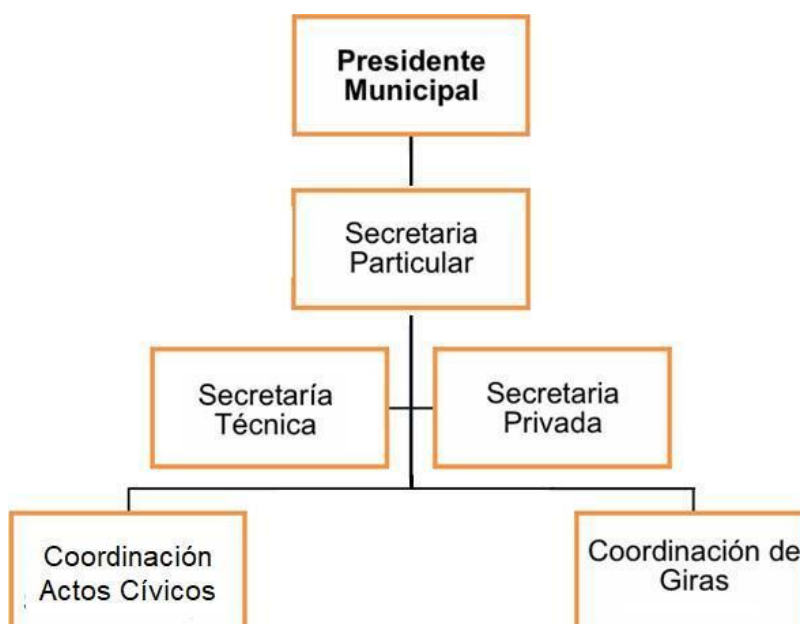 Presidente
Municipal
Secretaria
Particular
Secretaría
Técnica
Secretaria
Privada
Coordinación
Actos Cívicos
Coordinación de
Giras